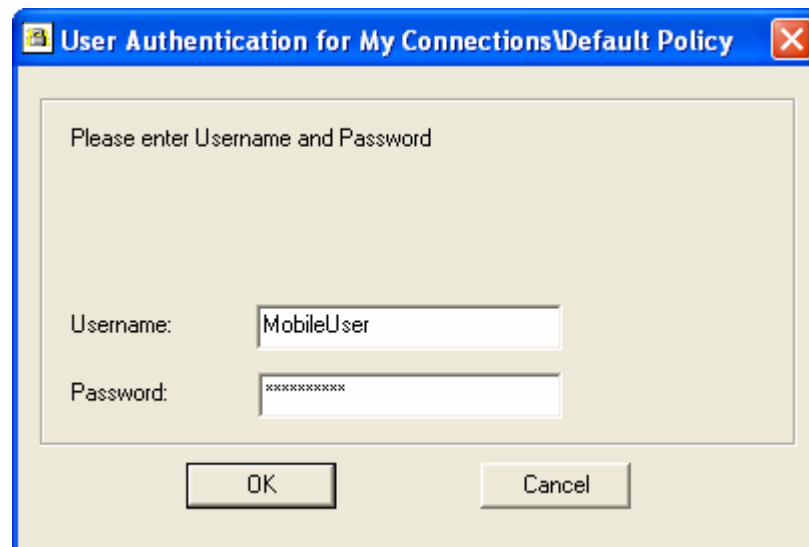 User Authentication for My Connections\Default Policy
Please enter Username and Password
Username: MobileUser
Password: **********
OK Cancel